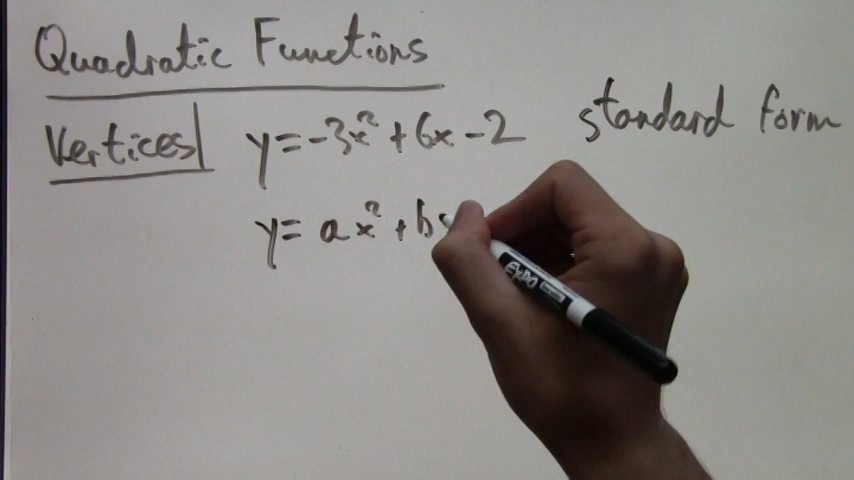 Quadratic Functions
Vertices y=-3x²+6x-2 standard form
y=ax²+b
EXPO